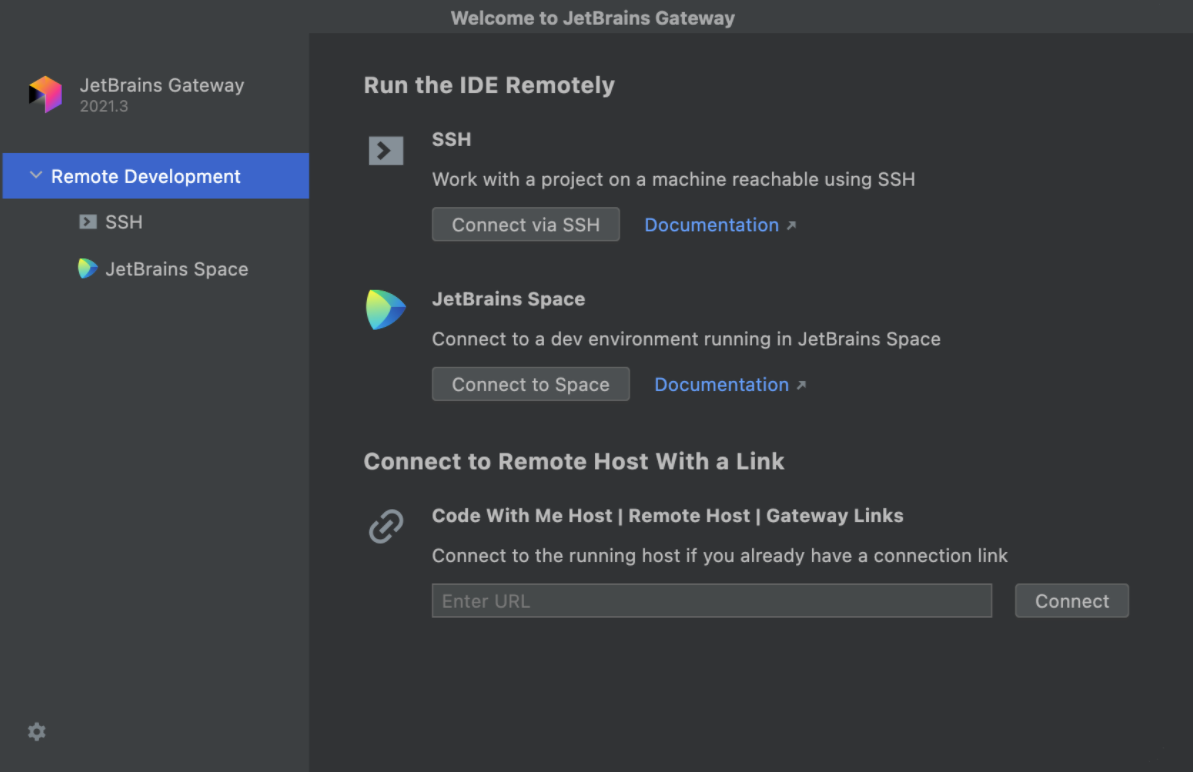 Welcome to JetBrains Gateway
JetBrains Gateway
2021.3
Remote Development
SSH
JetBrains Space
Run the IDE Remotely
SSH
Work with a project on a machine reachable using SSH
Connect via SSH Documentation ↗
JetBrains Space
Connect to a dev environment running in JetBrains Space
Connect to Space Documentation ↗
Connect to Remote Host With a Link
Code With Me Host | Remote Host | Gateway Links
Connect to the running host if you already have a connection link
Enter URL Connect